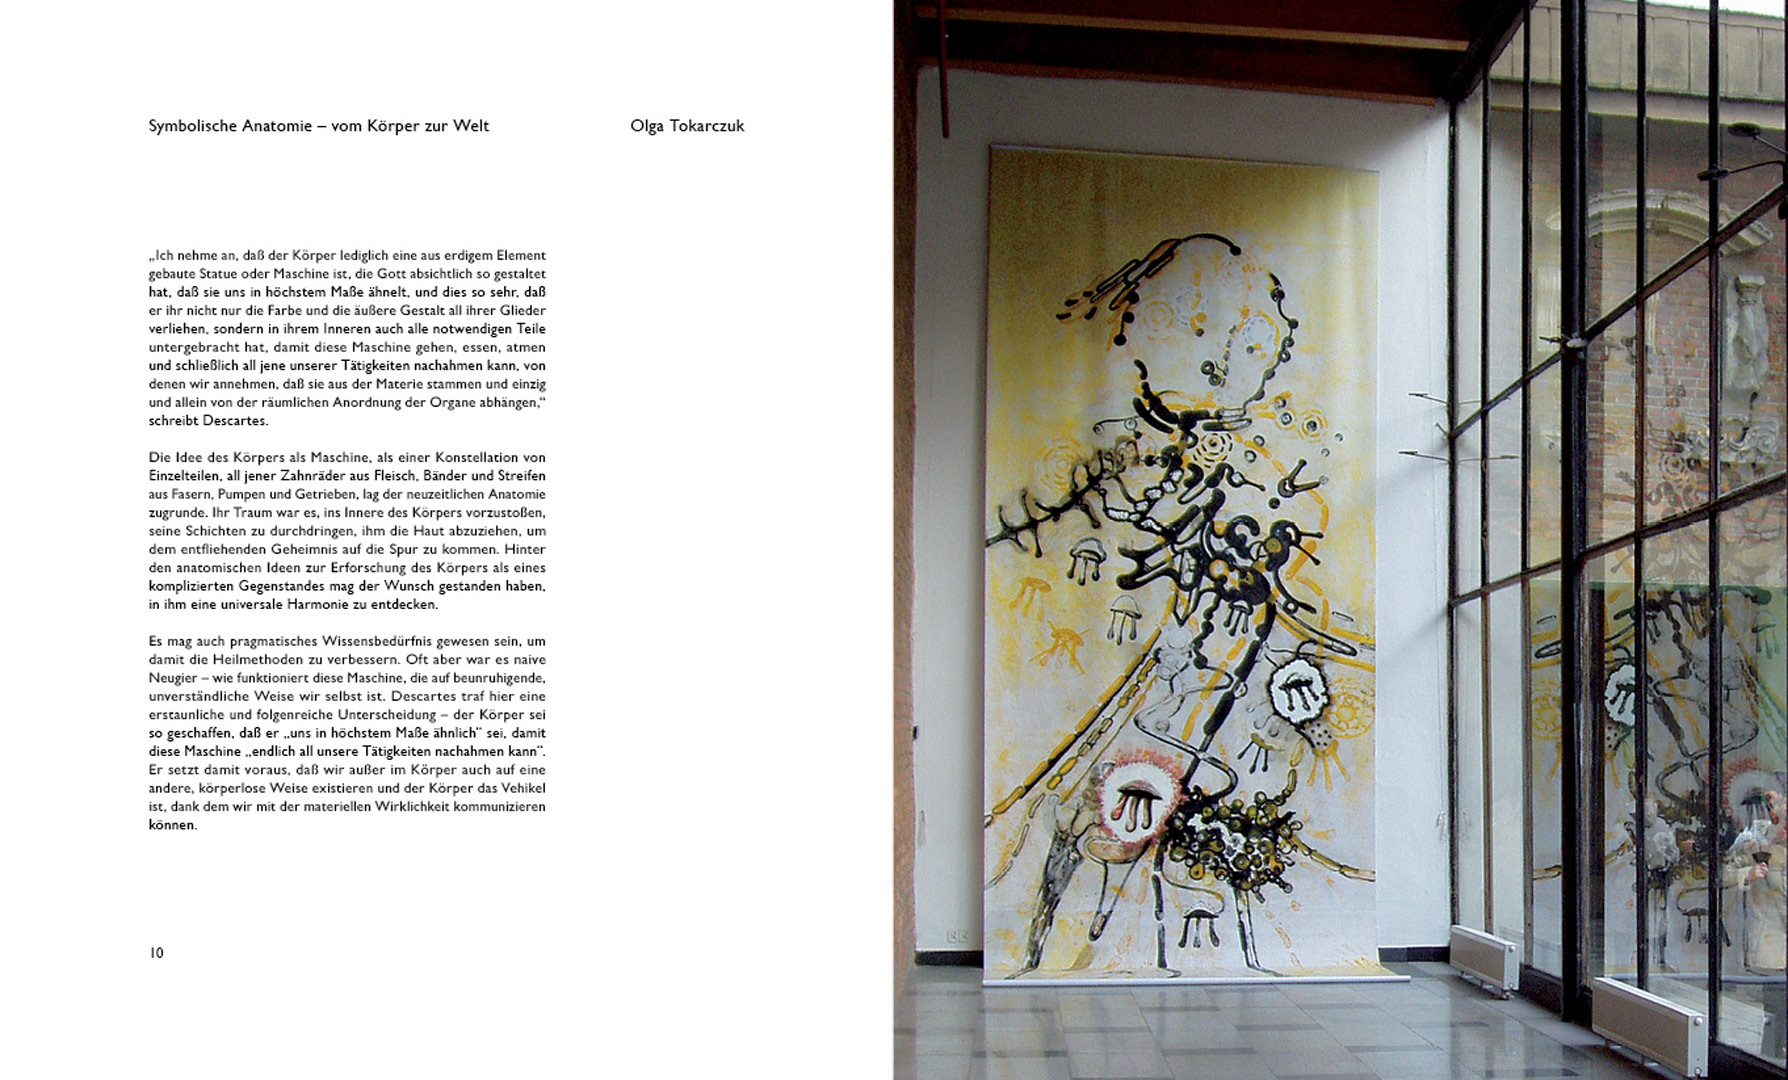 Symbolische Anatomie – vom Körper zur Welt
Olga Tokarczuk
„Ich nehme an, daß der Körper lediglich eine aus erdigem Element
gebaute Statue oder Maschine ist, die Gott absichtlich so gestaltet
hat, daß sie uns in höchstem Maße ähnelt, und dies so sehr, daß
er ihr nicht nur die Farbe und die äußere Gestalt all ihrer Glieder
verliehen, sondern in ihrem Inneren auch alle notwendigen Teile
untergebracht hat, damit diese Maschine gehen, essen, atmen
und schließlich all jene unserer Tätigkeiten nachahmen kann, von
denen wir annehmen, daß sie aus der Materie stammen und einzig
und allein von der räumlichen Anordnung der Organe abhängen,“
schreibt Descartes.
Die Idee des Körpers als Maschine, als einer Konstellation von
Einzelteilen, all jener Zahnräder aus Fleisch, Bänder und Streifen
aus Fasern, Pumpen und Getrieben, lag der neuzeitlichen Anatomie
zugrunde. Ihr Traum war es, ins Innere des Körpers vorzustoßen,
seine Schichten zu durchdringen, ihm die Haut abzuziehen, um
dem entfliehenden Geheimnis auf die Spur zu kommen. Hinter
den anatomischen Ideen zur Erforschung des Körpers als eines
komplizierten Gegenstandes mag der Wunsch gestanden haben,
in ihm eine universale Harmonie zu entdecken.
Es mag auch pragmatisches Wissensbedürfnis gewesen sein, um
damit die Heilmethoden zu verbessern. Oft aber war es naive
Neugier – wie funktioniert diese Maschine, die auf beunruhigende,
unverständliche Weise wir selbst ist. Descartes traf hier eine
erstaunliche und folgenreiche Unterscheidung – der Körper sei
so geschaffen, daß er „uns in höchstem Maße ähnlich“ sei, damit
diese Maschine „endlich all unsere Tätigkeiten nachahmen kann“.
Er setzt damit voraus, daß wir außer im Körper auch auf eine
andere, körperlose Weise existieren und der Körper das Vehikel
ist, dank dem wir mit der materiellen Wirklichkeit kommunizieren
können.
10